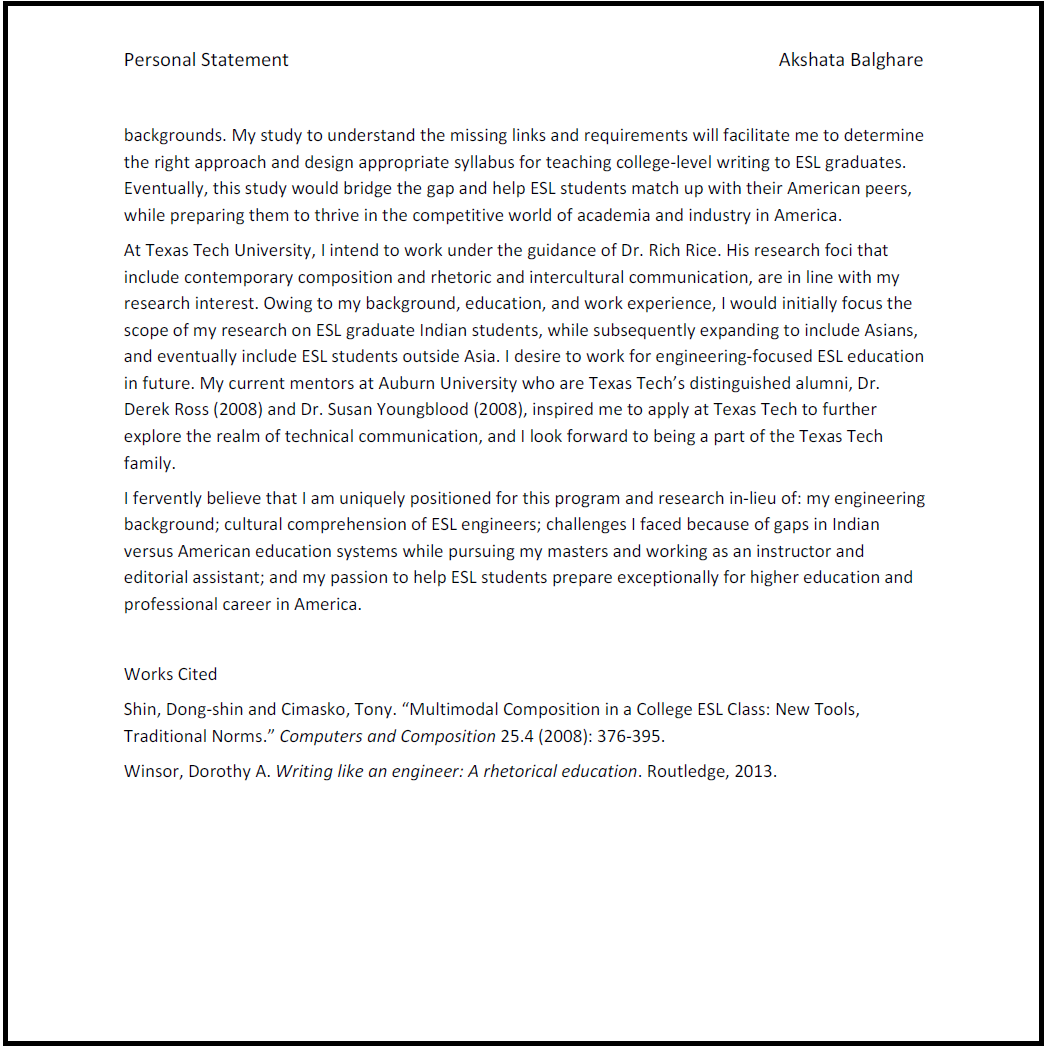 Personal Statement Akshata Balghare
backgrounds. My study to understand the missing links and requirements will facilitate me to determine
the right approach and design appropriate syllabus for teaching college-level writing to ESL graduates.
Eventually, this study would bridge the gap and help ESL students match up with their American peers,
while preparing them to thrive in the competitive world of academia and industry in America.
At Texas Tech University, I intend to work under the guidance of Dr. Rich Rice. His research foci that
include contemporary composition and rhetoric and intercultural communication, are in line with my
research interest. Owing to my background, education, and work experience, I would initially focus the
scope of my research on ESL graduate Indian students, while subsequently expanding to include Asians,
and eventually include ESL students outside Asia. I desire to work for engineering-focused ESL education
in future. My current mentors at Auburn University who are Texas Tech’s distinguished alumni, Dr.
Derek Ross (2008) and Dr. Susan Youngblood (2008), inspired me to apply at Texas Tech to further
explore the realm of technical communication, and I look forward to being a part of the Texas Tech
family.
I fervently believe that I am uniquely positioned for this program and research in-lieu of: my engineering
background; cultural comprehension of ESL engineers; challenges I faced because of gaps in Indian
versus American education systems while pursuing my masters and working as an instructor and
editorial assistant; and my passion to help ESL students prepare exceptionally for higher education and
professional career in America.
Works Cited
Shin, Dong-shin and Cimasko, Tony. “Multimodal Composition in a College ESL Class: New Tools,
Traditional Norms.” Computers and Composition 25.4 (2008): 376-395.
Winsor, Dorothy A. Writing like an engineer: A rhetorical education. Routledge, 2013.